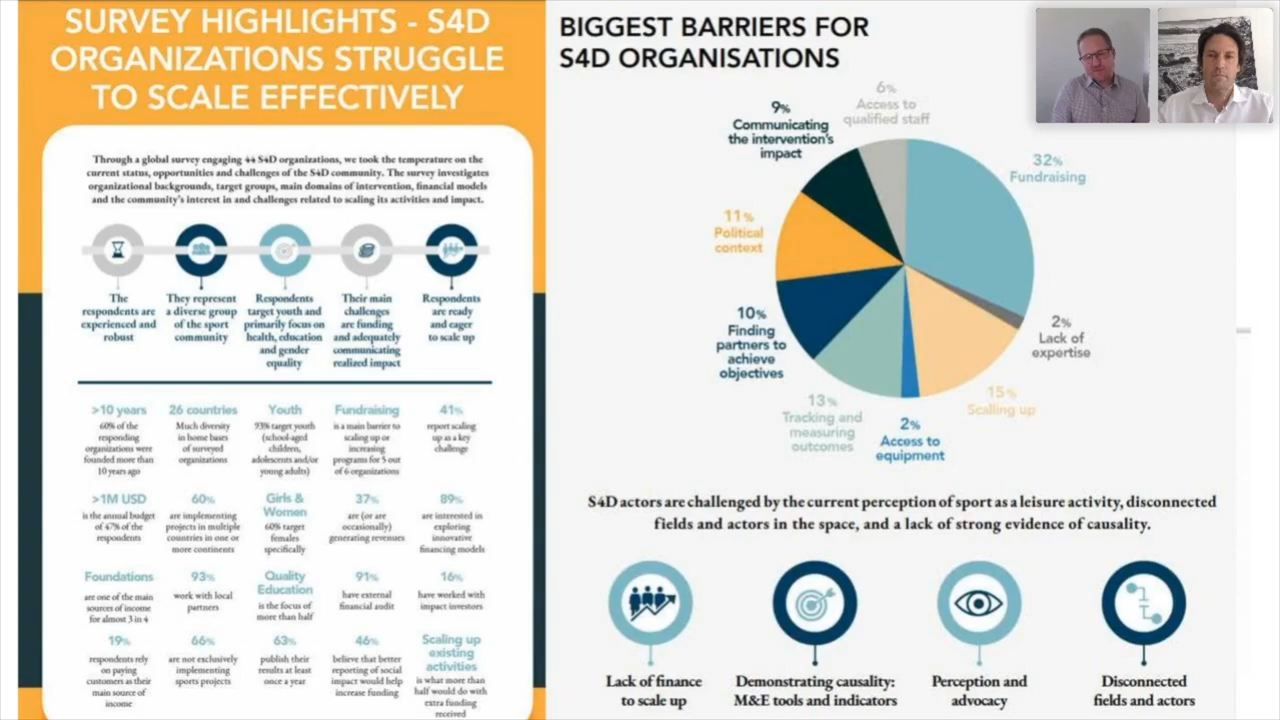 SURVEY HIGHLIGHTS - S4D
ORGANIZATIONS STRUGGLE
TO SCALE EFFECTIVELY
Through a global survey engaging 44 S4D organizations, we took the temperature on the
current status, opportunities and challenges of the S4D community. The survey investigates
organizational backgrounds, target groups, main domains of intervention, financial models
and the community's interest in and challenges related to scaling its activities and impact.
The
respondents are
experienced and
robust
They represent
a diverse group
of the sport
community
Respondents
target youth and
primarily focus on
health, education
and gender
equality
Their main
challenges
are funding
and adequately
communicating
realized impact
Respondents
are ready
and eager
to scale up
>10 years
60% of the
responding
organizations were
founded more than
10 years ago
26 countries
Much diversity
in home bases
of surveyed
organizations
Youth
93% target youth
(school-aged
children,
adolescents and/or
young adults)
Fundraising
is a main barrier to
scaling up or
increasing
programs for 5 out
of 6 organizations
41%
report scaling
up as a key
challenge
>1M USD
is the annual budget
of 47% of the
respondents
60%
are implementing
projects in multiple
countries in one or
more continents
Girls &
Women
60% target
females
specifically
37%
are (or are
occasionally)
generating revenues
89%
are interested in
exploring
innovative
financing models
Foundations
are one of the main
sources of income
for almost 3 in 4
93%
work with local
partners
Quality
Education
is the focus of
more than half
91%
have external
financial audit
16%
have worked with
impact investors
19%
respondents rely
on paying
customers as their
main source of
income
66%
are not exclusively
implementing
sports projects
63%
publish their
results at least
once a year
46%
believe that better
reporting of social
impact would help
increase funding
Scaling up
existing
activities
is what more than
half would do with
extra funding
received
BIGGEST BARRIERS FOR
S4D ORGANISATIONS
6%
Access to
qualified staff
9%
Communicating
the intervention's
impact
32%
Fundraising
11%
Political
context
10%
Finding
partners to
achieve
objectives
2%
Lack of
expertise
15%
Scalling up
13%
Tracking and
measuring
outcomes
2%
Access to
equipment
S4D actors are challenged by the current perception of sport as a leisure activity, disconnected
fields and actors in the space, and a lack of strong evidence of causality.
Lack of finance
to scale up
Demonstrating causality:
M&E tools and indicators
Perception and
advocacy
Disconnected
fields and actors